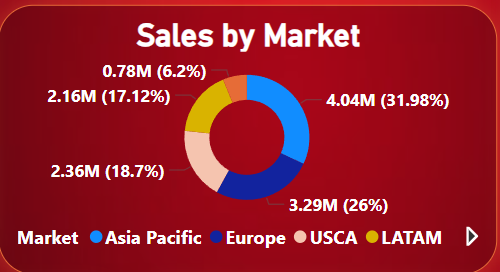 Sales by Market
0.78M (6.2%)
2.16M (17.12%)
4.04M (31.98%)
2.36M (18.7%)
3.29M (26%)
Market Asia Pacific Europe USCA LATAM